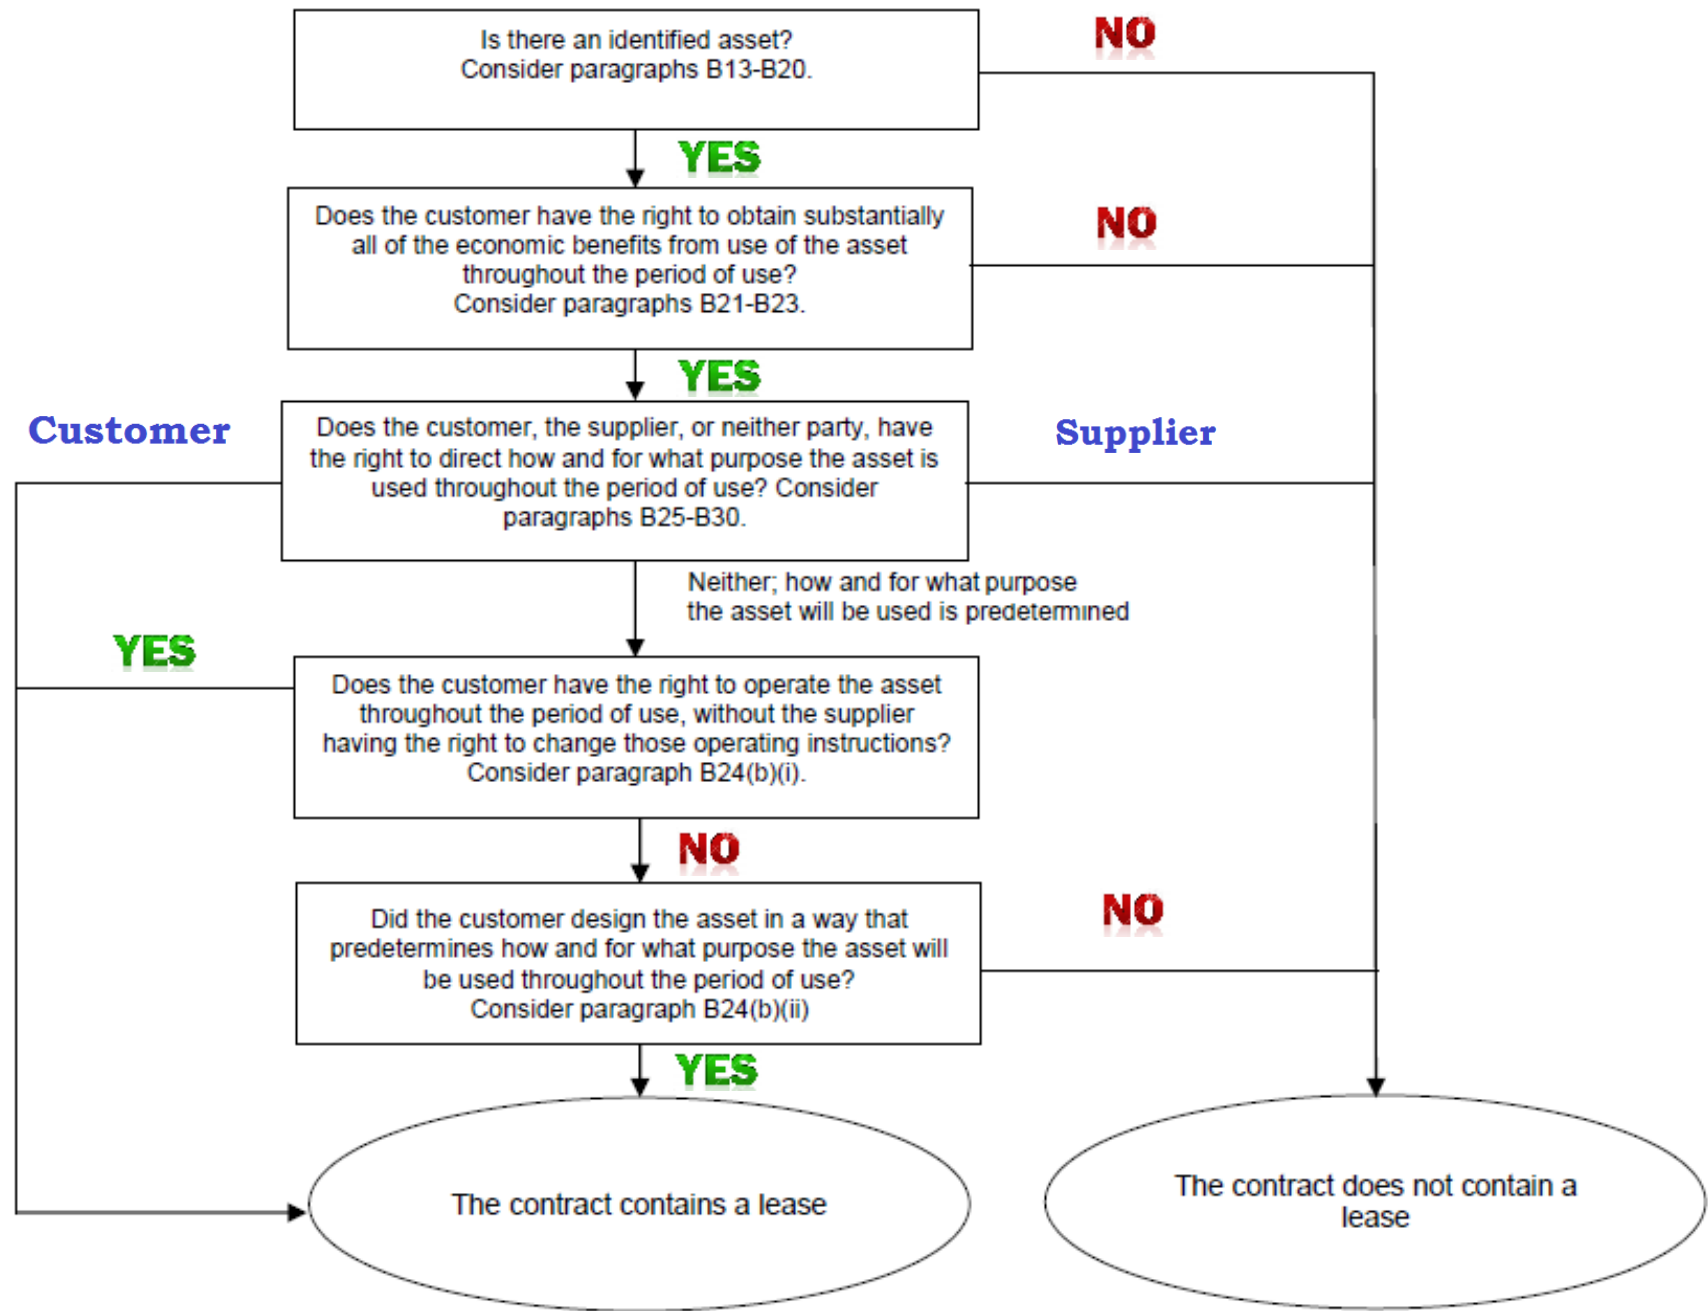 Is there an identified asset?
Consider paragraphs B13-B20.
NO
YES
Does the customer have the right to obtain substantially
all of the economic benefits from use of the asset
throughout the period of use?
Consider paragraphs B21-B23.
NO
YES
Customer
Does the customer, the supplier, or neither party, have
the right to direct how and for what purpose the asset is
used throughout the period of use? Consider
paragraphs B25-B30.
Supplier
Neither; how and for what purpose
the asset will be used is predetermined
YES
Does the customer have the right to operate the asset
throughout the period of use, without the supplier
having the right to change those operating instructions?
Consider paragraph B24(b)(i).
NO
Did the customer design the asset in a way that
predetermines how and for what purpose the asset will
be used throughout the period of use?
Consider paragraph B24(b)(ii)
NO
YES
The contract contains a lease
The contract does not contain a
lease